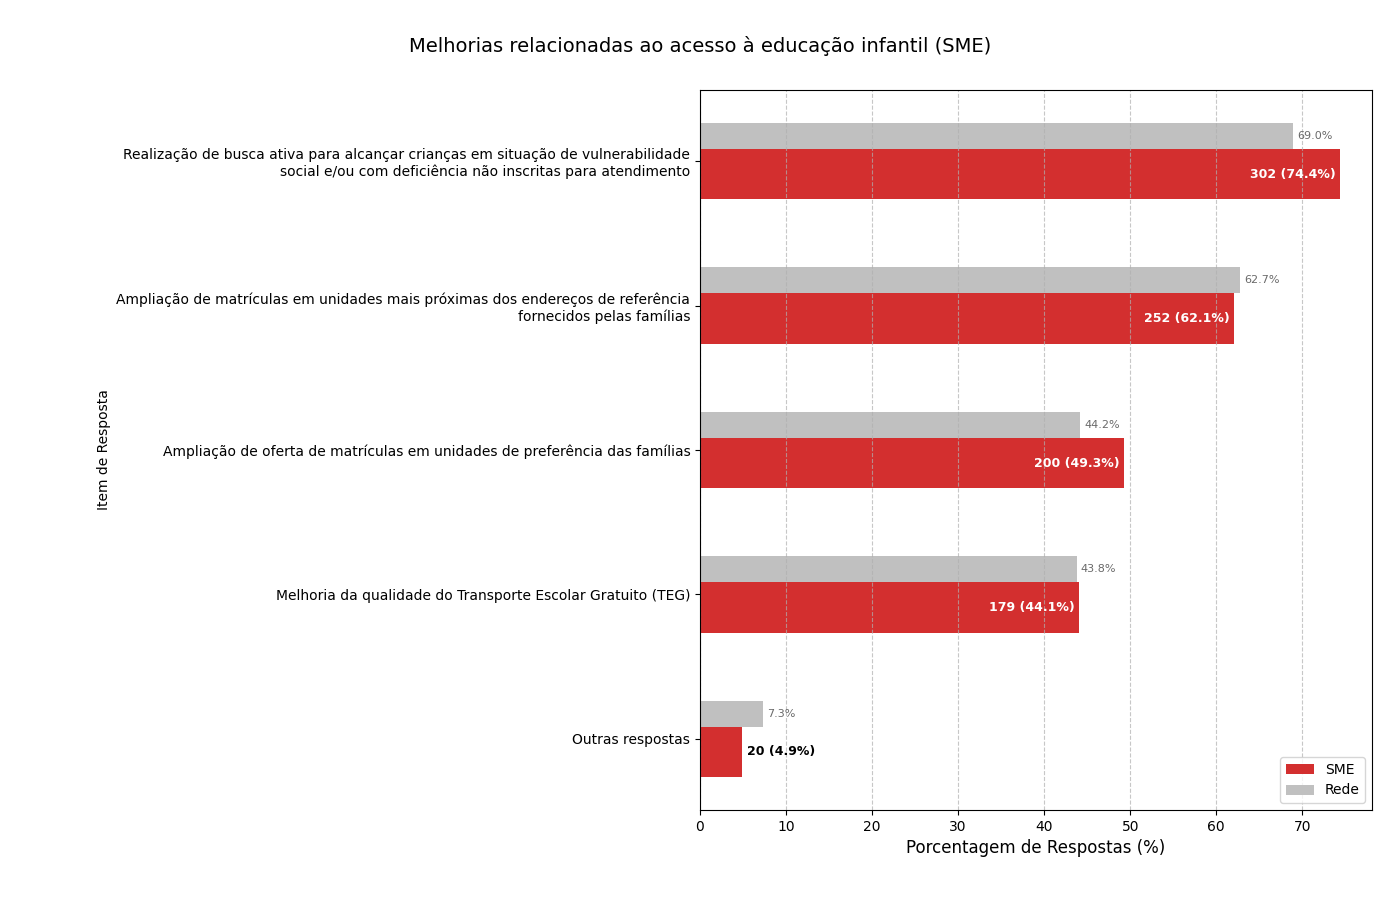 Melhorias relacionadas ao acesso à educação infantil (SME)
Realização de busca ativa para alcançar crianças em situação de vulnerabilidade
social e/ou com deficiência não inscritas para atendimento
69.0%
302 (74.4%)
Ampliação de matrículas em unidades mais próximas dos endereços de referência
fornecidos pelas famílias
62.7%
252 (62.1%)
Item de Resposta
Ampliação de oferta de matrículas em unidades de preferência das famílias
44.2%
200 (49.3%)
Melhoria da qualidade do Transporte Escolar Gratuito (TEG)
43.8%
179 (44.1%)
Outras respostas
7.3%
20 (4.9%)
SME
Rede
0 10 20 30 40 50 60 70
Porcentagem de Respostas (%)